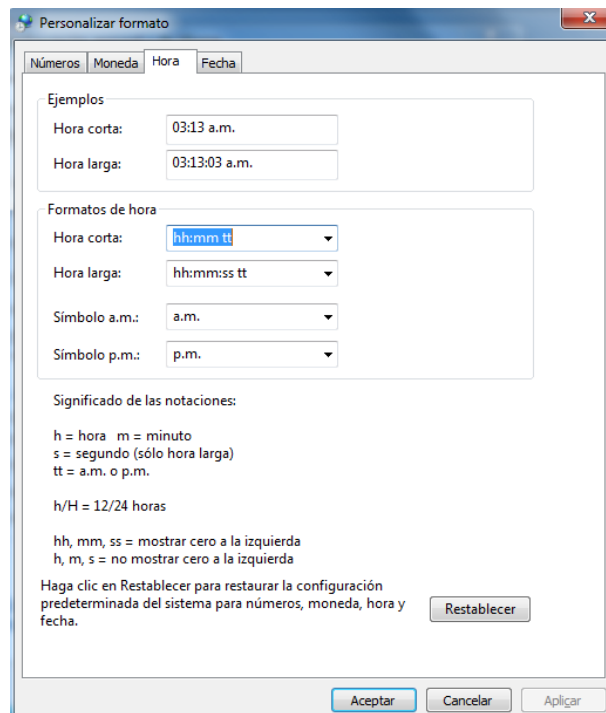 Personalizar formato
Números Moneda Hora Fecha
Ejemplos
Hora corta: 03:13 a.m.
Hora larga: 03:13:03 a.m.
Formatos de hora
Hora corta: hh:mm tt
Hora larga: hh:mm:ss tt
Símbolo a.m.: a.m.
Símbolo p.m.: p.m.
Significado de las notaciones:
h = hora m = minuto
s = segundo (sólo hora larga)
tt = a.m. o p.m.
h/H = 12/24 horas
hh, mm, ss = mostrar cero a la izquierda
h, m, s = no mostrar cero a la izquierda
Haga clic en Restablecer para restaurar la configuración
predeterminada del sistema para números, moneda, hora y
fecha.
Restablecer
Aceptar Cancelar Aplicar